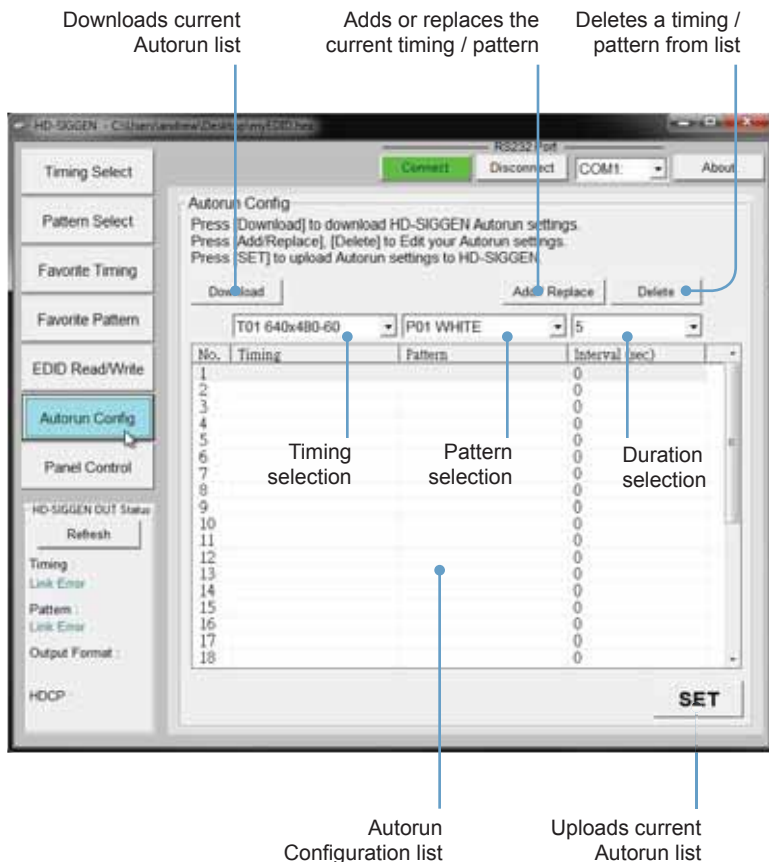 Downloads current
Autorun list
Adds or replaces the
current timing / pattern
Deletes a timing /
pattern from list
HD-SIGGEN - C:\Users\andrew\Desktop\myEDID.hex
RS232 Port
Timing Select
Connect
Disconnect
COM1:
About
Pattern Select
Favorite Timing
Favorite Pattern
EDID Read/Write
Autorun Config
Panel Control
Autorun Config
Press [Download] to download HD-SIGGEN Autorun settings.
Press [Add/Replace], [Delete] to Edit your Autorun settings.
Press [SET] to upload Autorun settings to HD-SIGGEN.
Download
Add / Replace
Delete
T01 640x480-60
P01 WHITE
5
No. Timing Pattern Interval (sec)
1 0
2 0
3 0
4 0
5 0
6 0
7 0
8 0
9 0
10 0
11 0
12 0
13 0
14 0
15 0
16 0
17 0
18 0
Timing
selection
Pattern
selection
Duration
selection
HD-SIGGEN OUT Status
Refresh
Timing :
Link Error
Pattern :
Link Error
Output Format :
HDCP
SET
Autorun
Configuration list
Uploads current
Autorun list